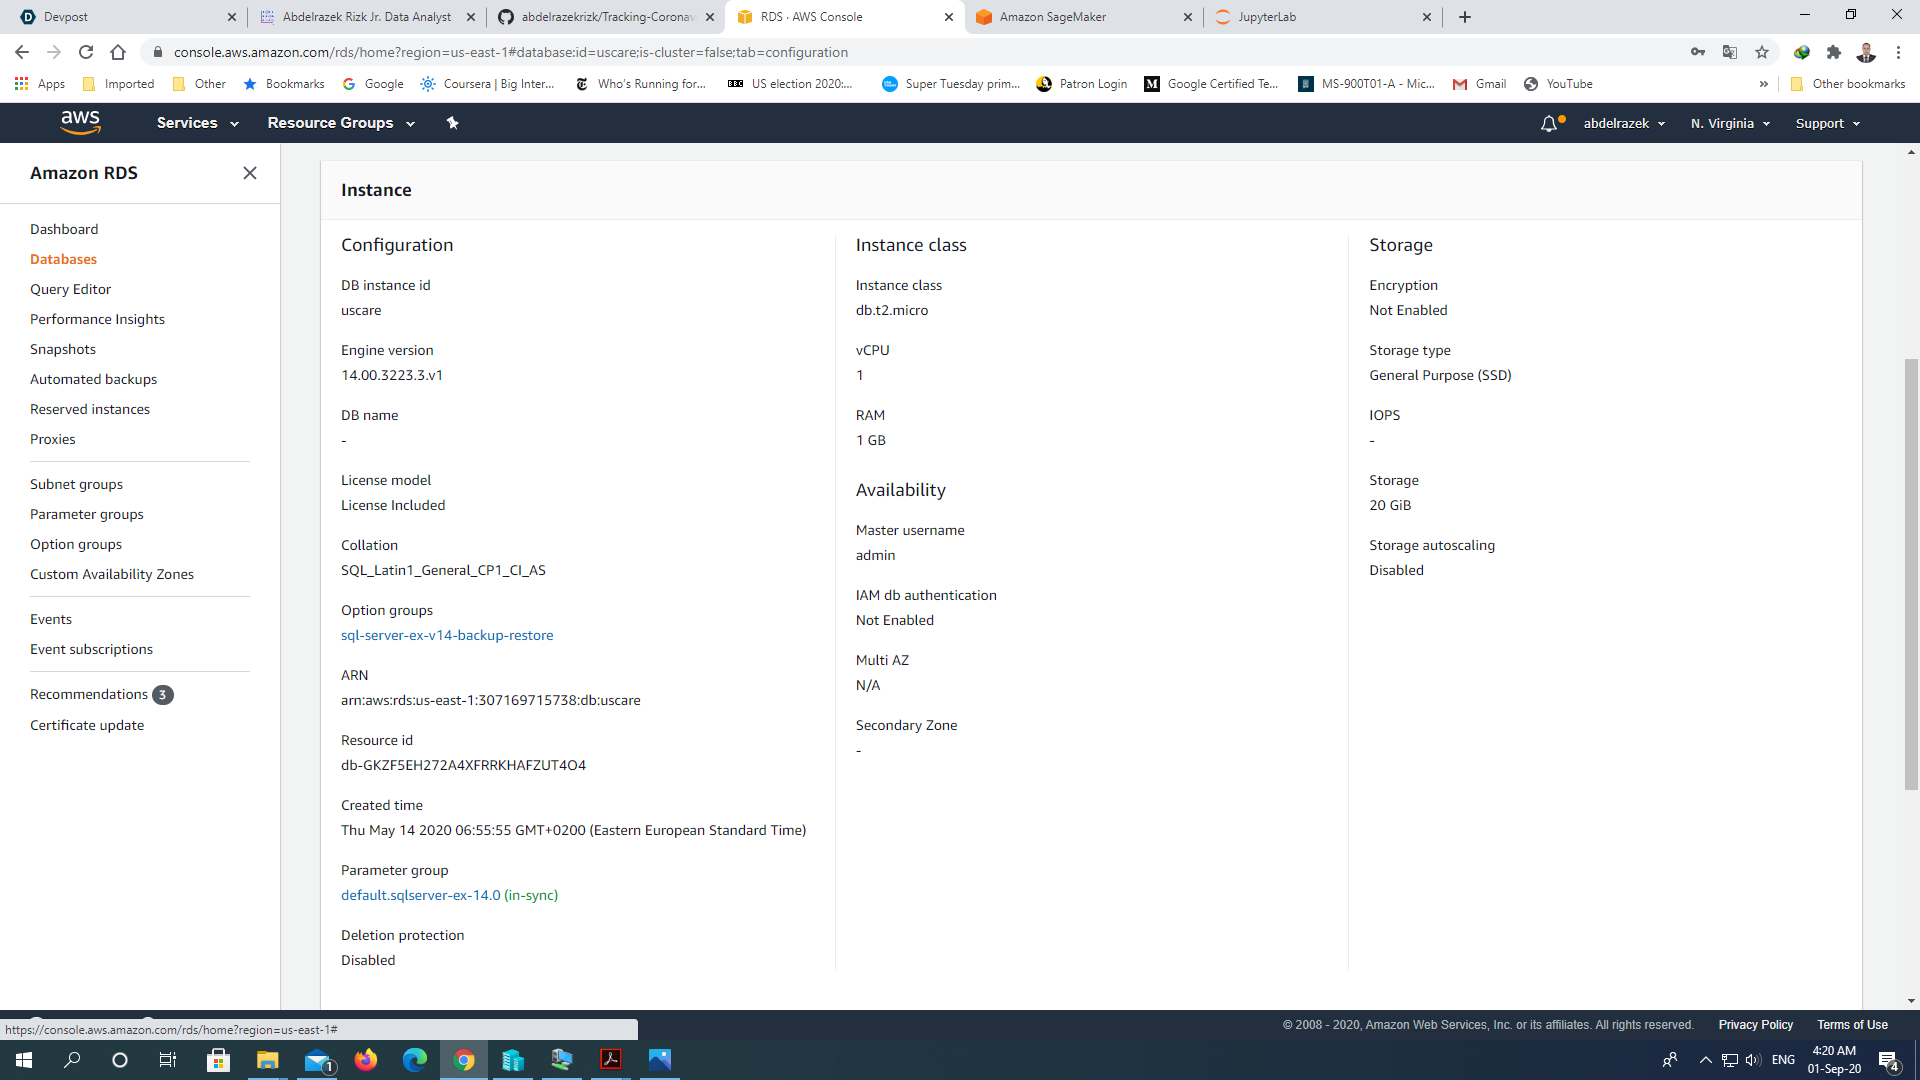 Devpost
Abdelrazek Rizk Jr. Data Analyst
abdelrazekrizk/Tracking-Coronav
RDS · AWS Console
Amazon SageMaker
JupyterLab
console.aws.amazon.com/rds/home?region=us-east-1#database:id=uscare;is-cluster=false;tab=configuration
Apps
Imported
Other
Bookmarks
Google
Coursera | Big Inter...
Who's Running for...
BBC
US election 2020:...
Super Tuesday prim...
Patron Login
Google Certified Te...
MS-900T01-A - Mic...
Gmail
YouTube
»
Other bookmarks
aws
Services
Resource Groups
abdelrazek
N. Virginia
Support
Amazon RDS
Dashboard
Databases
Query Editor
Performance Insights
Snapshots
Automated backups
Reserved instances
Proxies
Subnet groups
Parameter groups
Option groups
Custom Availability Zones
Events
Event subscriptions
Recommendations 3
Certificate update
Instance
Configuration
DB instance id
uscare
Engine version
14.00.3223.3.v1
DB name
-
License model
License Included
Collation
SQL_Latin1_General_CP1_CI_AS
Option groups
sql-server-ex-v14-backup-restore
ARN
arn:aws:rds:us-east-1:307169715738:db:uscare
Resource id
db-GKZF5EH272A4XFRRKHAFZUT4O4
Created time
Thu May 14 2020 06:55:55 GMT+0200 (Eastern European Standard Time)
Parameter group
default.sqlserver-ex-14.0 (in-sync)
Deletion protection
Disabled
Instance class
Instance class
db.t2.micro
vCPU
1
RAM
1 GB
Availability
Master username
admin
IAM db authentication
Not Enabled
Multi AZ
N/A
Secondary Zone
-
Storage
Encryption
Not Enabled
Storage type
General Purpose (SSD)
IOPS
-
Storage
20 GiB
Storage autoscaling
Disabled
https://console.aws.amazon.com/rds/home?region=us-east-1#
© 2008 - 2020, Amazon Web Services, Inc. or its affiliates. All rights reserved.
Privacy Policy
Terms of Use
1
ENG
4:20 AM
01-Sep-20
4